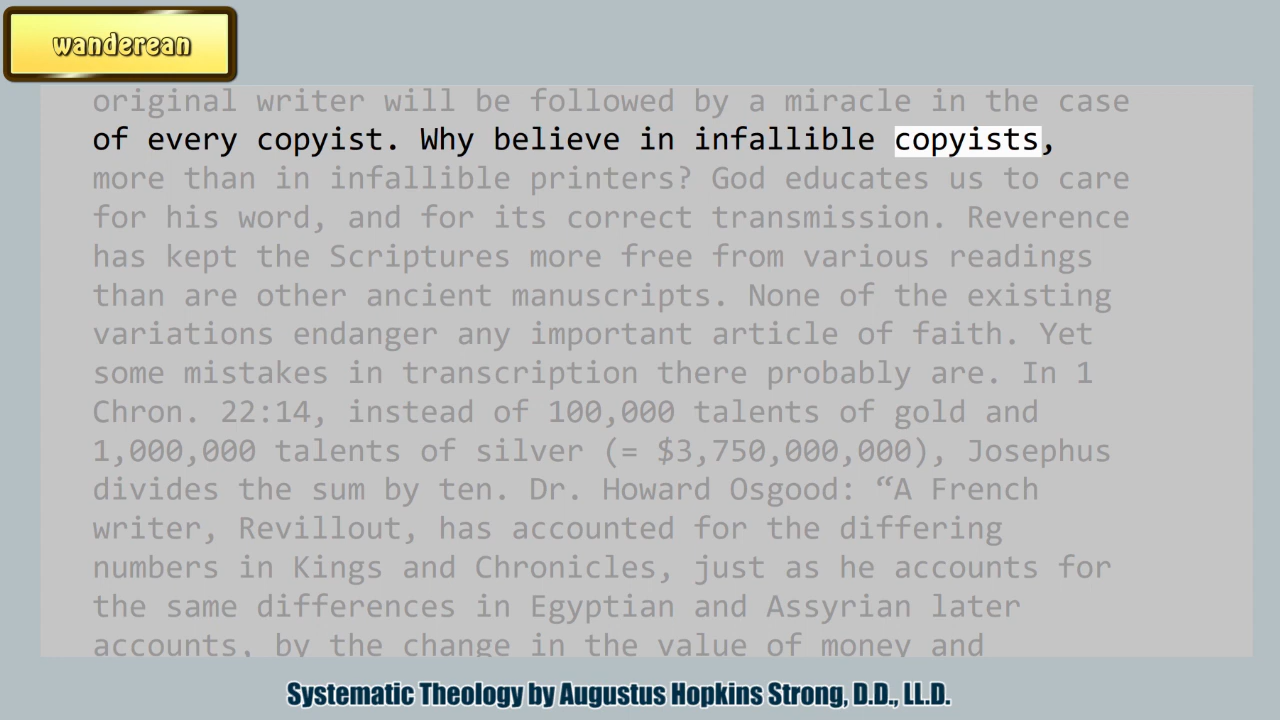 wanderean
original writer will be followed by a miracle in the case
of every copyist. Why believe in infallible copyists,
more than in infallible printers? God educates us to care
for his word, and for its correct transmission. Reverence
has kept the Scriptures more free from various readings
than are other ancient manuscripts. None of the existing
variations endanger any important article of faith. Yet
some mistakes in transcription there probably are. In 1
Chron. 22:14, instead of 100,000 talents of gold and
1,000,000 talents of silver (= $3,750,000,000), Josephus
divides the sum by ten. Dr. Howard Osgood: “A French
writer, Revillout, has accounted for the differing
numbers in Kings and Chronicles, just as he accounts for
the same differences in Egyptian and Assyrian later
accounts, by the change in the value of money and
Systematic Theology by Augustus Hopkins Strong, D.D., LL.D.